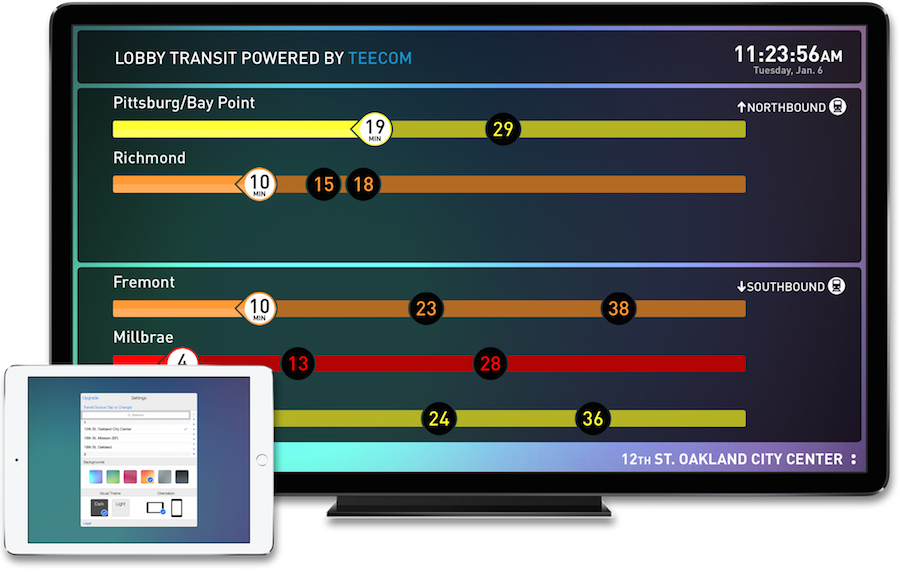 LOBBY TRANSIT POWERED BY TEECOM
11:23:56AM
Tuesday, Jan. 6
Pittsburg/Bay Point
↑NORTHBOUND
19 MIN 29
Richmond
10 MIN 15 18
Fremont
↓SOUTHBOUND
10 MIN 23 38
Millbrae
4 13 28
24 36
12TH ST. OAKLAND CITY CENTER
Upgrade Settings
Transit Source (Tap to Change)
12th St. Oakland City Center
16th St. Mission (SF)
19th St. Oakland
Backgrounds
Visual Theme Orientation
Dark Light
Legal